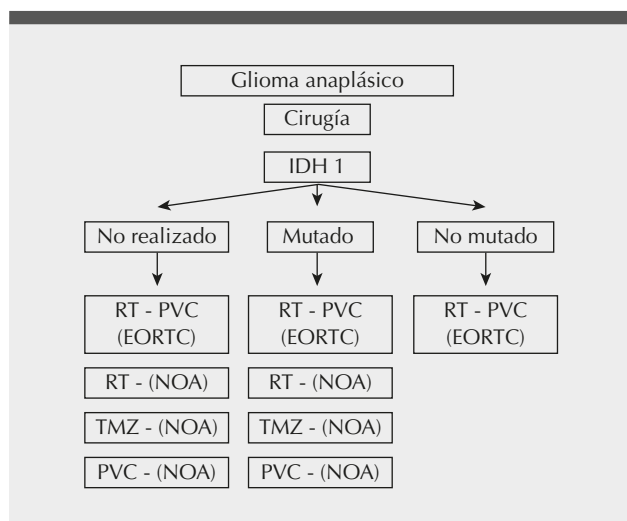 Glioma anaplásico
Cirugía
IDH 1
No realizado
Mutado
No mutado
RT - PVC
(EORTC)
RT - PVC
(EORTC)
RT - PVC
(EORTC)
RT - (NOA)
RT - (NOA)
TMZ - (NOA)
TMZ - (NOA)
PVC - (NOA)
PVC - (NOA)